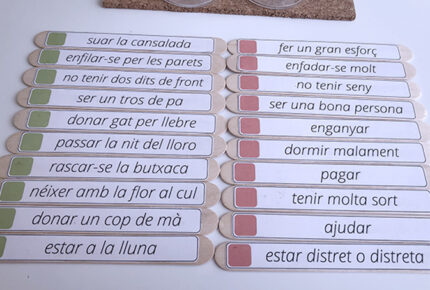 suar la cansalada
enfilar-se per les parets
no tenir dos dits de front
ser un tros de pa
donar gat per llebre
passar la nit del lloro
rascar-se la butxaca
néixer amb la flor al cul
donar un cop de mà
estar a la lluna
fer un gran esforç
enfadar-se molt
no tenir seny
ser una bona persona
enganyar
dormir malament
pagar
tenir molta sort
ajudar
estar distret o distreta